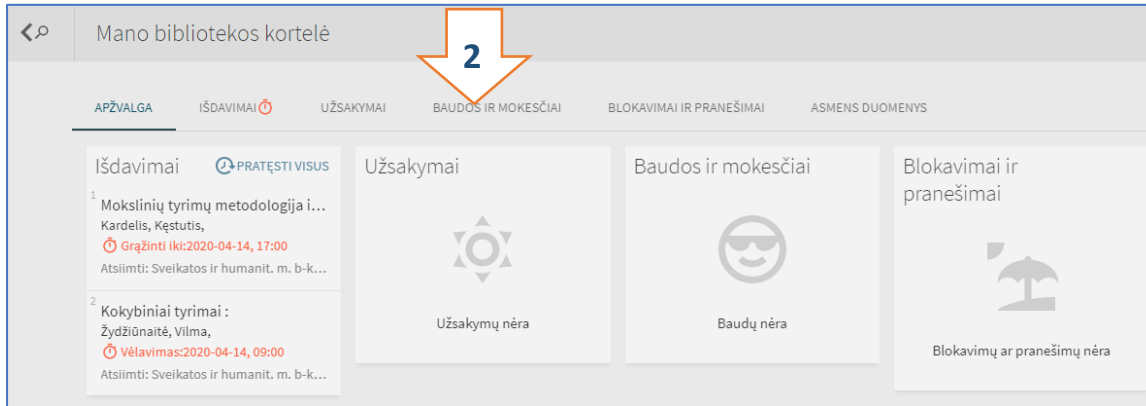 Mano bibliotekos kortelė
2
APŽVALGA IŠDAVIMAI UŽSAKYMAI BAUDOS IR MOKESČIAI BLOKAVIMAI IR PRANEŠIMAI ASMENS DUOMENYS
Išdavimai PRATĘSTI VISUS
1 Mokslinių tyrimų metodologija i...
Kardelis, Kęstutis,
Grąžinti iki:2020-04-14, 17:00
Atsiimti: Sveikatos ir humanit. m. b-k...
2 Kokybiniai tyrimai :
Žydžiūnaitė, Vilma,
Vėlavimas:2020-04-14, 09:00
Atsiimti: Sveikatos ir humanit. m. b-k...
Užsakymai
Užsakymų nėra
Baudos ir mokesčiai
Baudų nėra
Blokavimai ir
pranešimai
Blokavimų ar pranešimų nėra